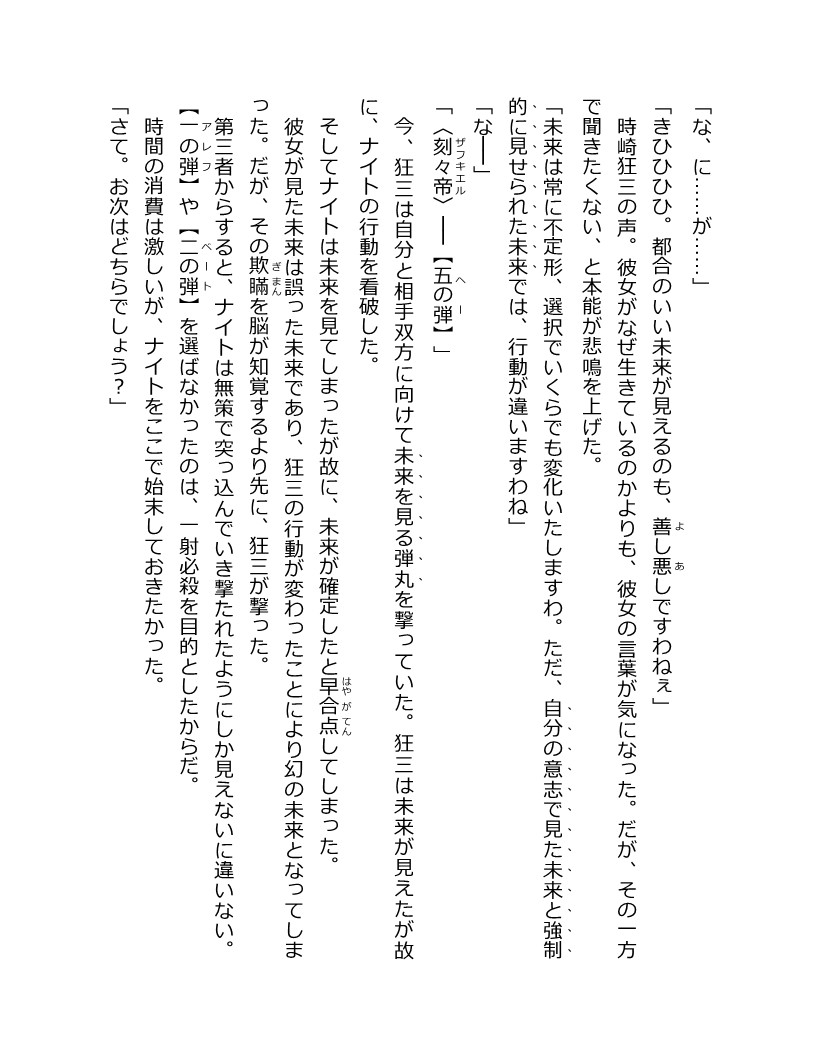 「な、に……が……」
「きひひひひ。都合のいい未来が見えるのも、善し悪しですわねぇ」
　時崎狂三の声。彼女がなぜ生きているのかよりも、彼女の言葉が気になった。だが、その一方
で聞きたくない、と本能が悲鳴を上げた。
「未来は常に不定形、選択でいくらでも変化いたしますわ。ただ、自分の意志で見た未来と強制
的に見せられた未来では、行動が違いますわね」
「な──」
「〈刻々帝〉──【五の弾】」
　今、狂三は自分と相手双方に向けて未来を見る弾丸を撃っていた。狂三は未来が見えたが故
に、ナイトの行動を看破した。
　そしてナイトは未来を見てしまったが故に、未来が確定したと早合点してしまった。
　彼女が見た未来は誤った未来であり、狂三の行動が変わったことにより幻の未来となってしま
った。だが、その欺瞞を脳が知覚するより先に、狂三が撃った。
　第三者からすると、ナイトは無策で突っ込んでいき撃たれたようにしか見えないに違いない。
【一の弾】や【二の弾】を選ばなかったのは、一射必殺を目的としたからだ。
　時間の消費は激しいが、ナイトをここで始末しておきたかった。
「さて。お次はどちらでしょう？」